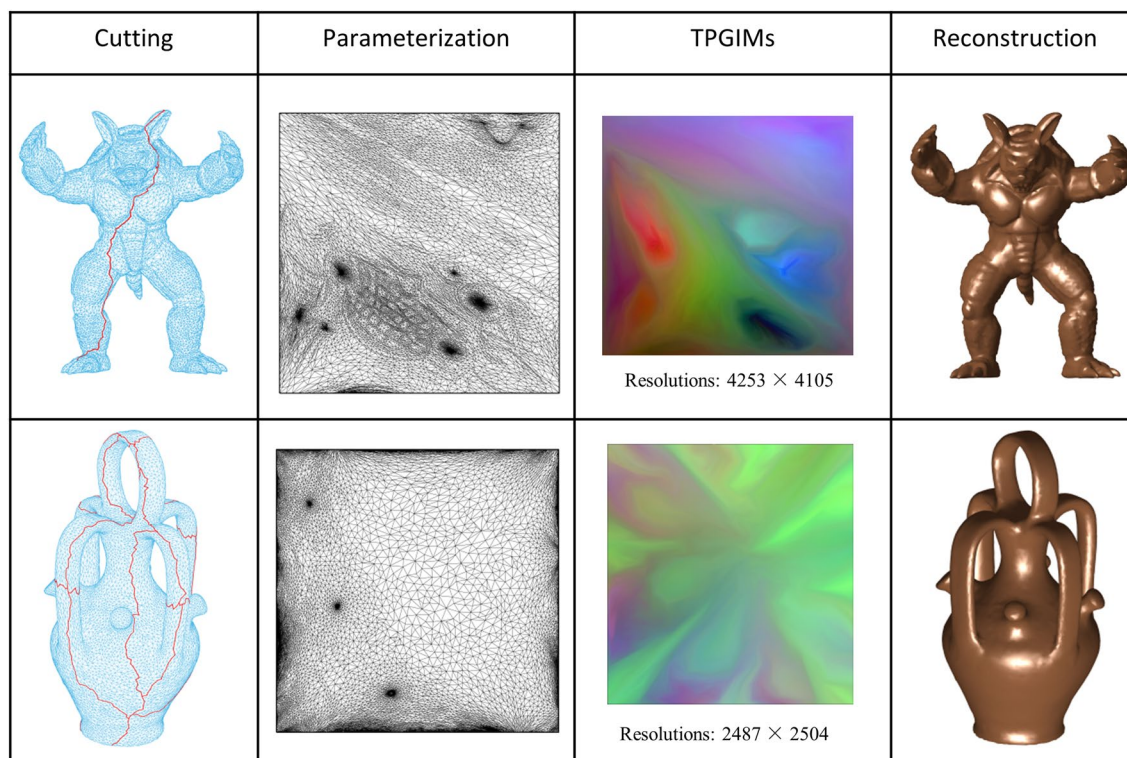 Cutting
Parameterization
TPGIMs
Reconstruction
Resolutions: 4253 × 4105
Resolutions: 2487 × 2504